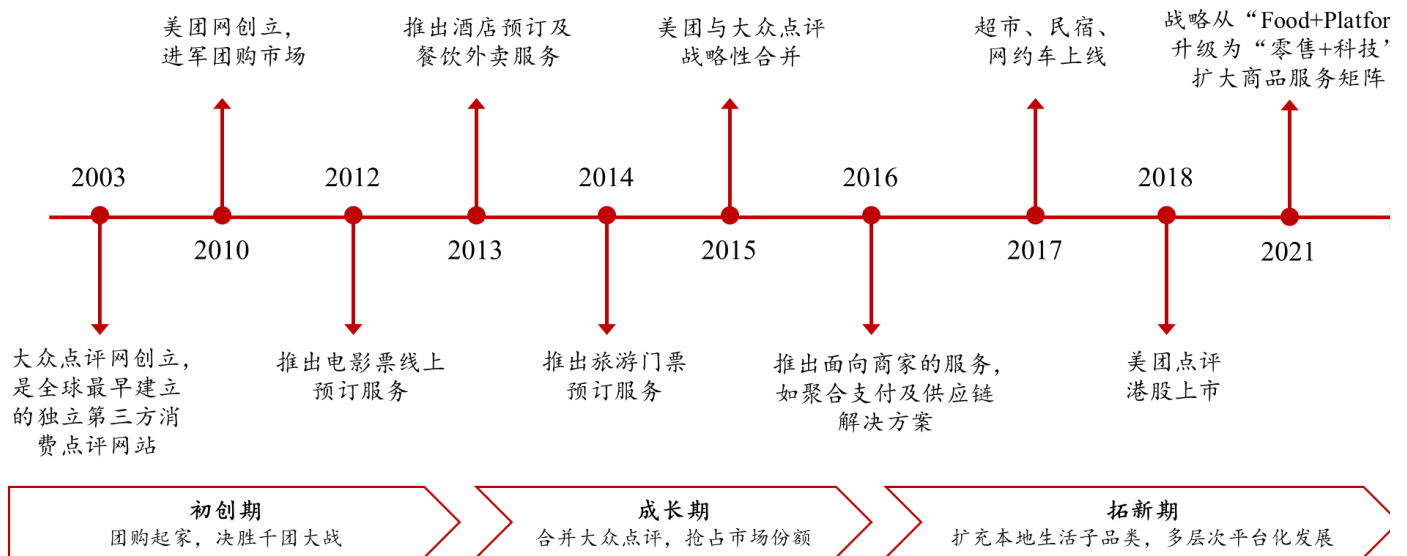 美团网创立，
进军团购市场
推出酒店预订及
餐饮外卖服务
美团与大众点评
战略性合并
超市、民宿、
网约车上线
战略从“Food+Platfor
升级为“零售+科技”
扩大商品服务矩阵
2003
2012
2014
2016
2018
2010
2013
2015
2017
2021
大众点评网创立，
是全球最早建立
的独立第三方消
费点评网站
推出电影票线上
预订服务
推出旅游门票
预订服务
推出面向商家的服务，
如聚合支付及供应链
解决方案
美团点评
港股上市
初创期
团购起家，决胜千团大战
成长期
合并大众点评，抢占市场份额
拓新期
扩充本地生活子品类，多层次平台化发展